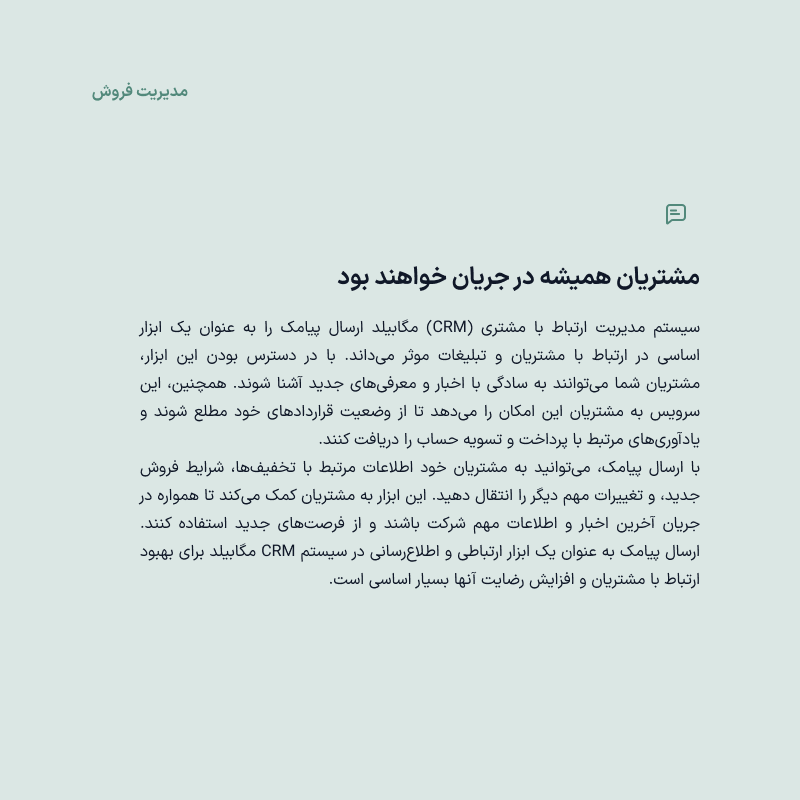 مدیریت فروش
مشتریان همیشه در جریان خواهند بود
سیستم مدیریت ارتباط با مشتری (CRM) مگابیلد ارسال پیامک را به عنوان یک ابزار
اساسی در ارتباط با مشتریان و تبلیغات موثر می‌داند. با در دسترس بودن این ابزار،
مشتریان شما می‌توانند به سادگی با اخبار و معرفی‌های جدید آشنا شوند. همچنین، این
سرویس به مشتریان این امکان را می‌دهد تا از وضعیت قراردادهای خود مطلع شوند و
یادآوری‌های مرتبط با پرداخت و تسویه حساب را دریافت کنند.
با ارسال پیامک، می‌توانید به مشتریان خود اطلاعات مرتبط با تخفیف‌ها، شرایط فروش
جدید، و تغییرات مهم دیگر را انتقال دهید. این ابزار به مشتریان کمک می‌کند تا همواره در
جریان آخرین اخبار و اطلاعات مهم شرکت باشند و از فرصت‌های جدید استفاده کنند.
ارسال پیامک به عنوان یک ابزار ارتباطی و اطلاع‌رسانی در سیستم CRM مگابیلد برای بهبود
ارتباط با مشتریان و افزایش رضایت آنها بسیار اساسی است.